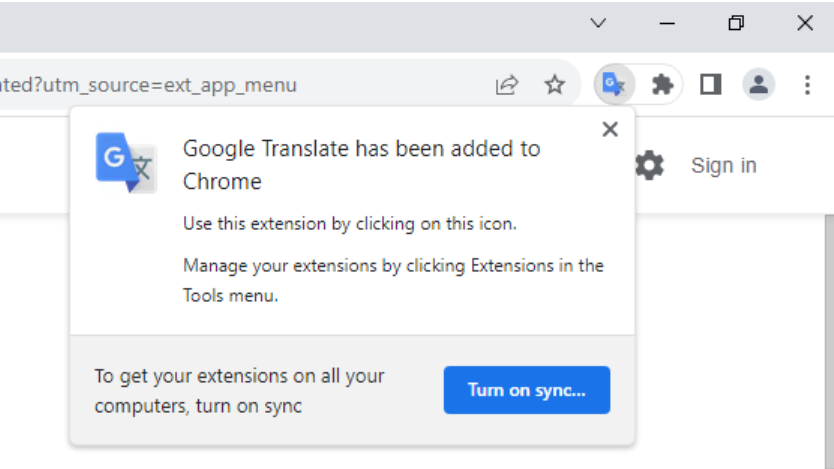 ted?utm_source=ext_app_menu
Google Translate has been added to
Chrome
Use this extension by clicking on this icon.
Manage your extensions by clicking Extensions in the
Tools menu.
Sign in
To get your extensions on all your
computers, turn on sync
Turn on sync...